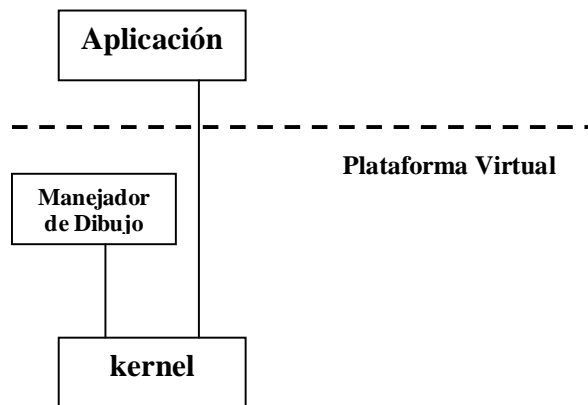 Aplicación
Plataforma Virtual
Manejador
de Dibujo
kernel